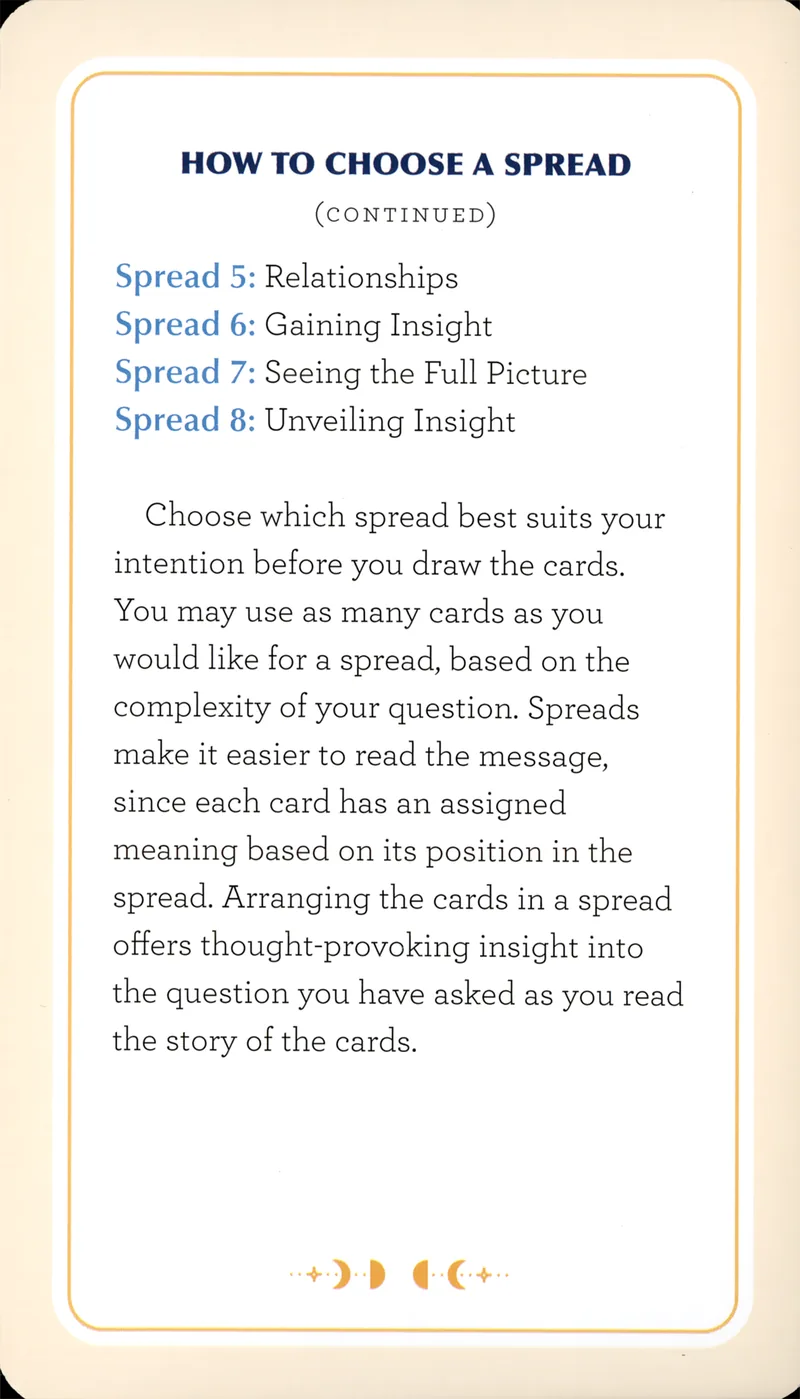 HOW TO CHOOSE A SPREAD
(CONTINUED)
Spread 5: Relationships
Spread 6: Gaining Insight
Spread 7: Seeing the Full Picture
Spread 8: Unveiling Insight
Choose which spread best suits your
intention before you draw the cards.
You may use as many cards as you
would like for a spread, based on the
complexity of your question. Spreads
make it easier to read the message,
since each card has an assigned
meaning based on its position in the
spread. Arranging the cards in a spread
offers thought-provoking insight into
the question you have asked as you read
the story of the cards.